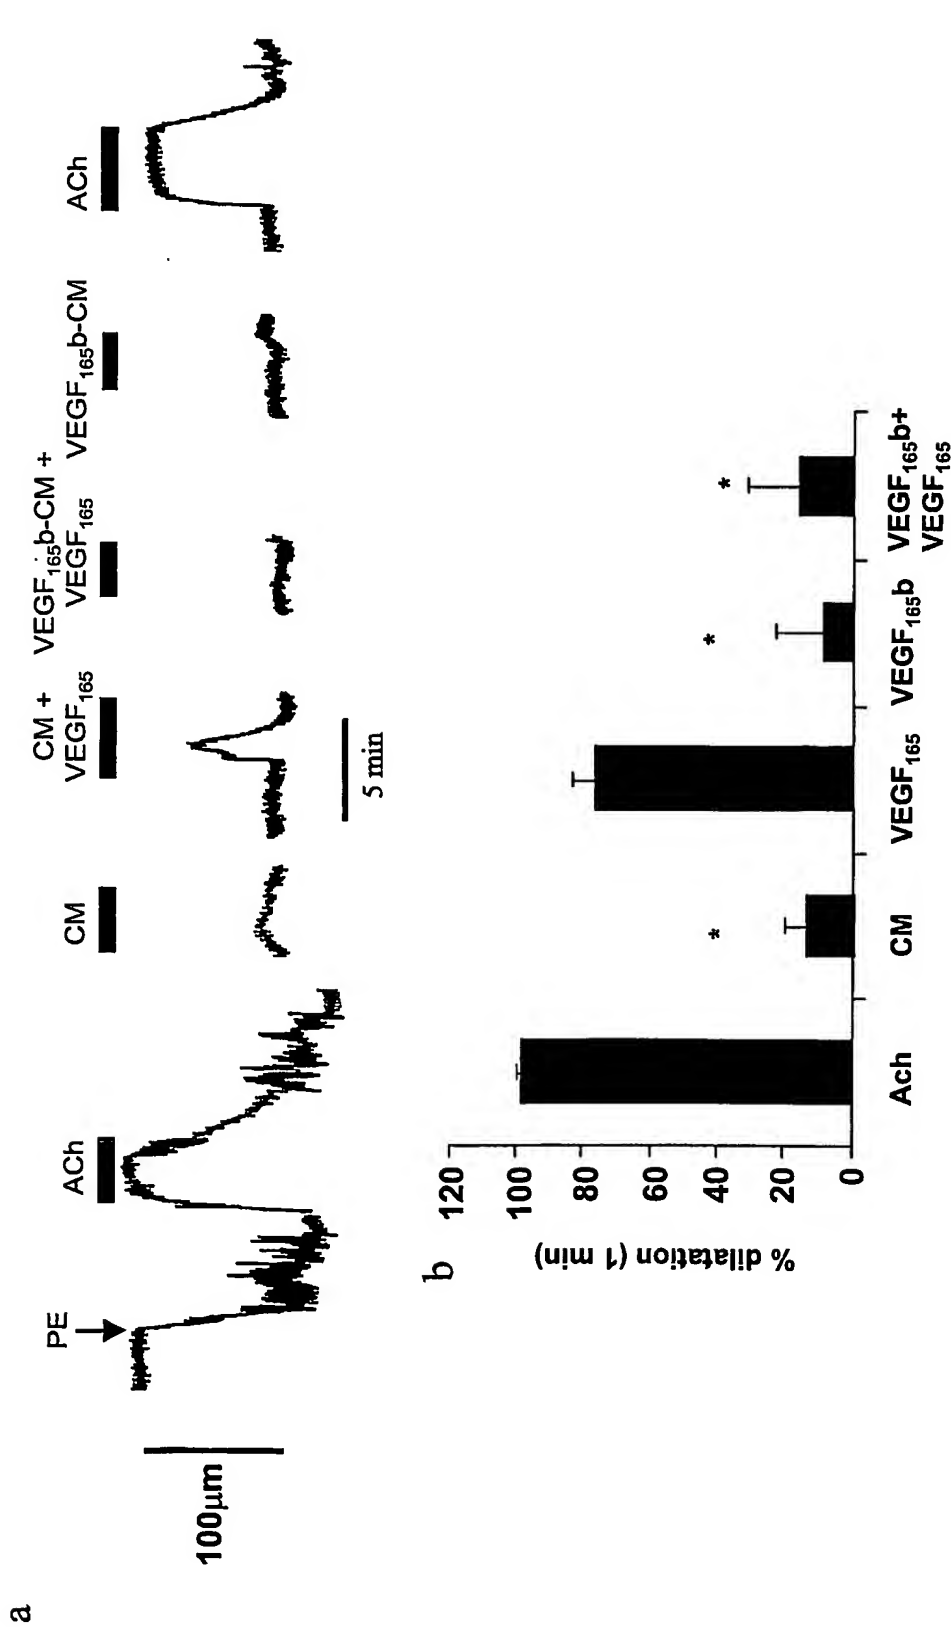 a
100µm
PE
ACh
CM
CM +
VEGF165
VEGF165b-CM +
VEGF165
VEGF165b-CM
ACh
5 min
b
% dilatation (1 min)
120
100
80
60
40
20
0
*
*
*
Ach
CM
VEGF165
VEGF165b
VEGF165b+
VEGF165